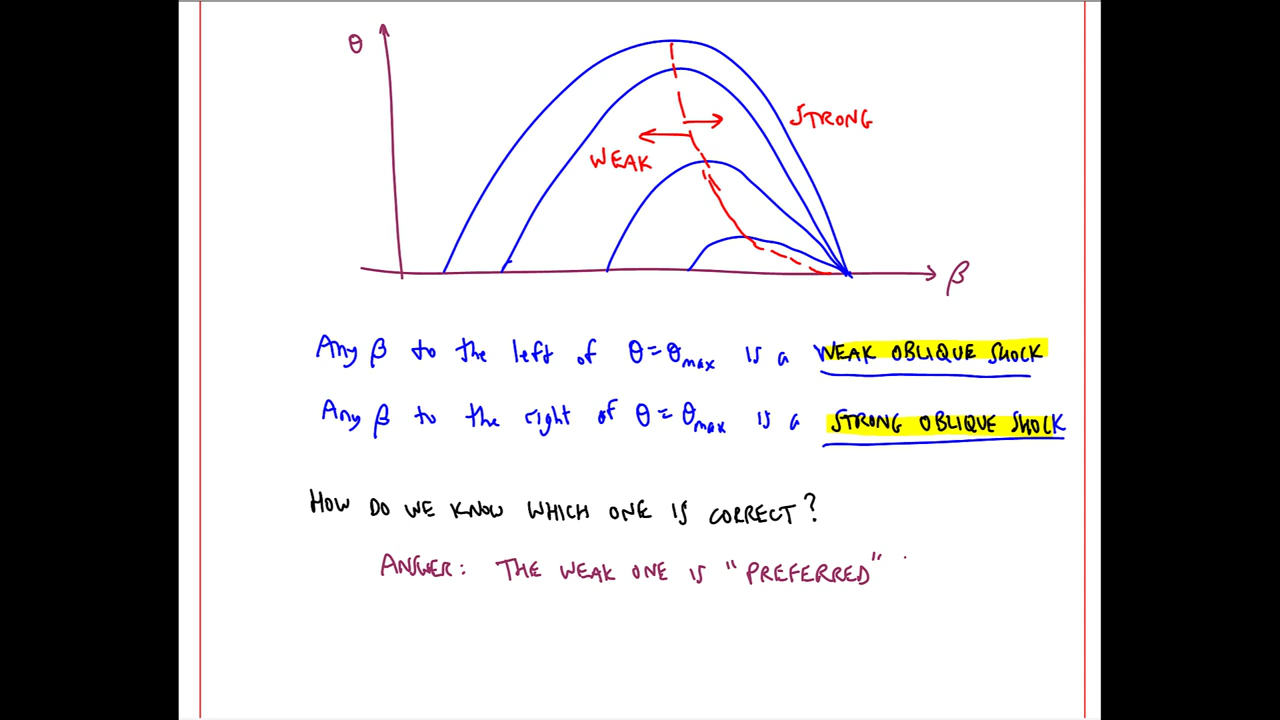 θ
STRONG
WEAK
β
Any β to the left of θ=θmax is a WEAK OBLIQUE SHOCK
Any β to the right of θ=θmax is a STRONG OBLIQUE SHOCK
HOW DO WE KNOW WHICH ONE IS CORRECT?
ANSWER: THE WEAK ONE IS "PREFERRED"